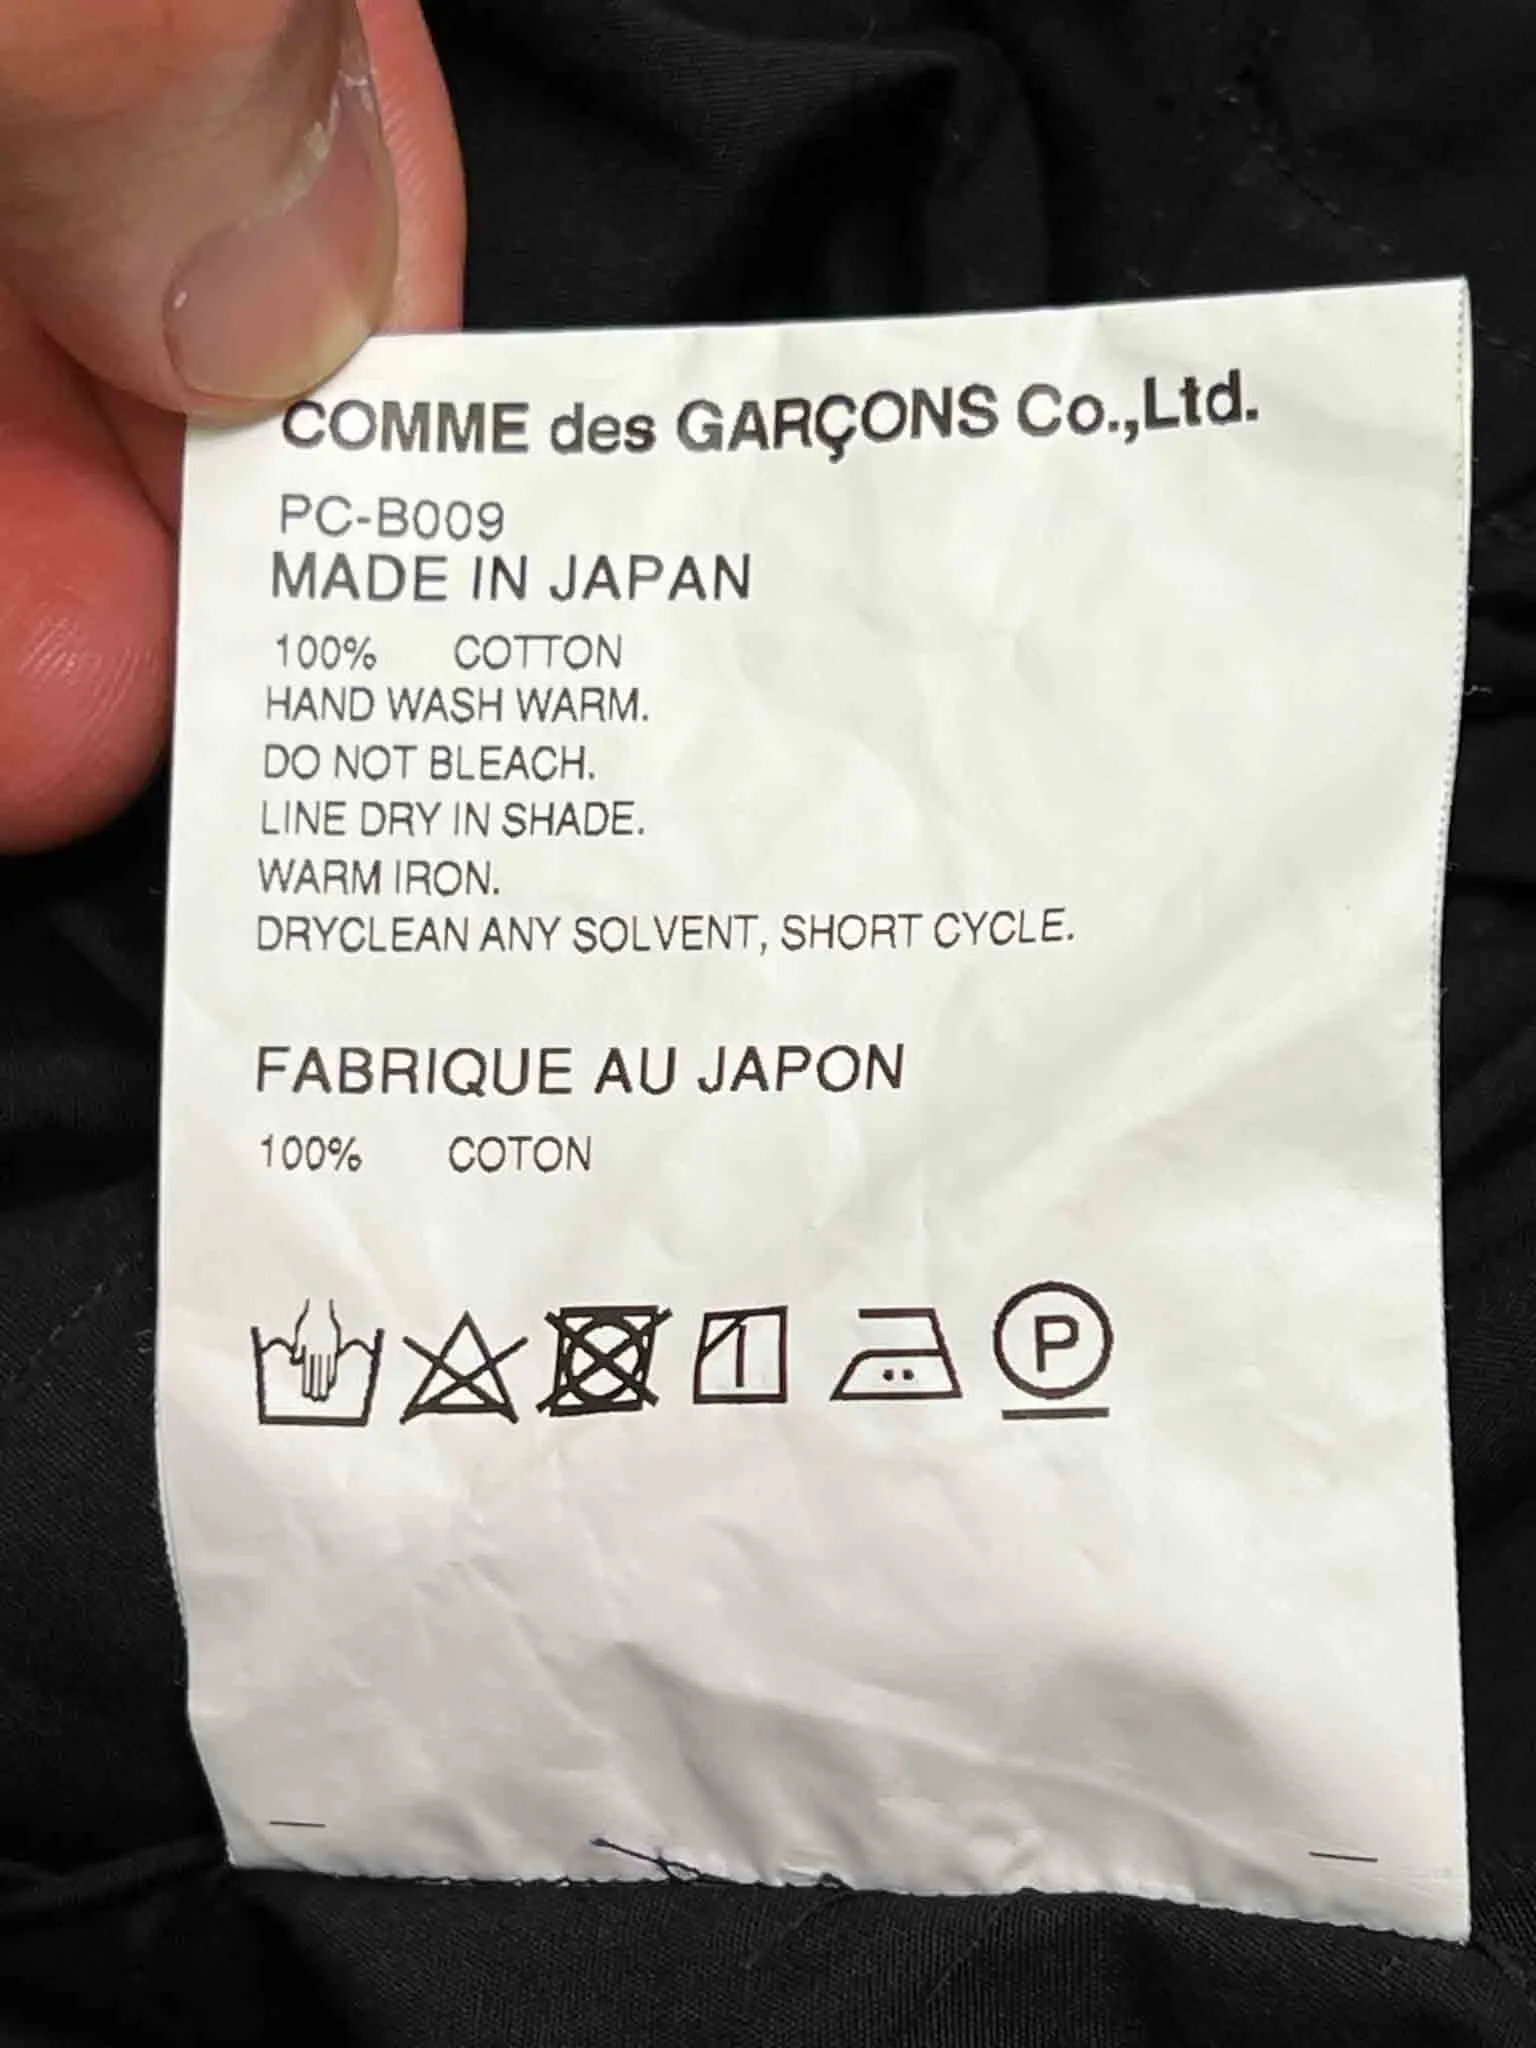 COMME des GARÇONS Co.,Ltd.
PC-B009
MADE IN JAPAN
100% COTTON
HAND WASH WARM.
DO NOT BLEACH.
LINE DRY IN SHADE.
WARM IRON.
DRYCLEAN ANY SOLVENT, SHORT CYCLE.
FABRIQUE AU JAPON
100% COTON
P